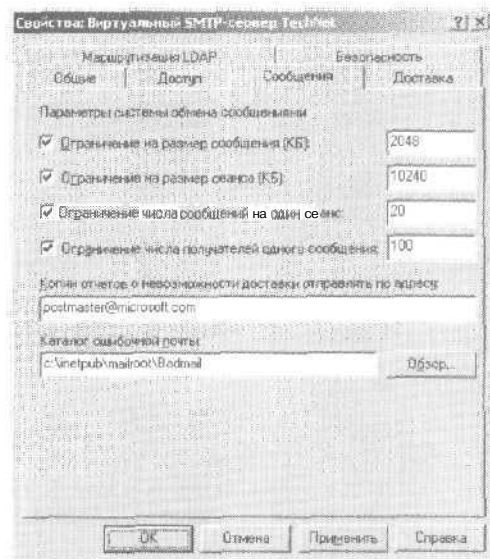 Свойства: Виртуальный SMTP-сервер TechNet
Маршрутизация LDAP Безопасность
Общие Доступ Сообщения Доставка
Параметры системы обмена сообщениями
Ограничение на размер сообщения (КБ): 2048
Ограничение на размер сеанса (КБ): 10240
Ограничение числа сообщений на один сеанс: 20
Ограничение числа получателей одного сообщения: 100
Копии отчетов о невозможности доставки отправлять по адресу:
postmaster@microsoft.com
Каталог ошибочной почты:
c:\inetpub\mailroot\Badmail Обзор...
ОК Отмена Применить Справка